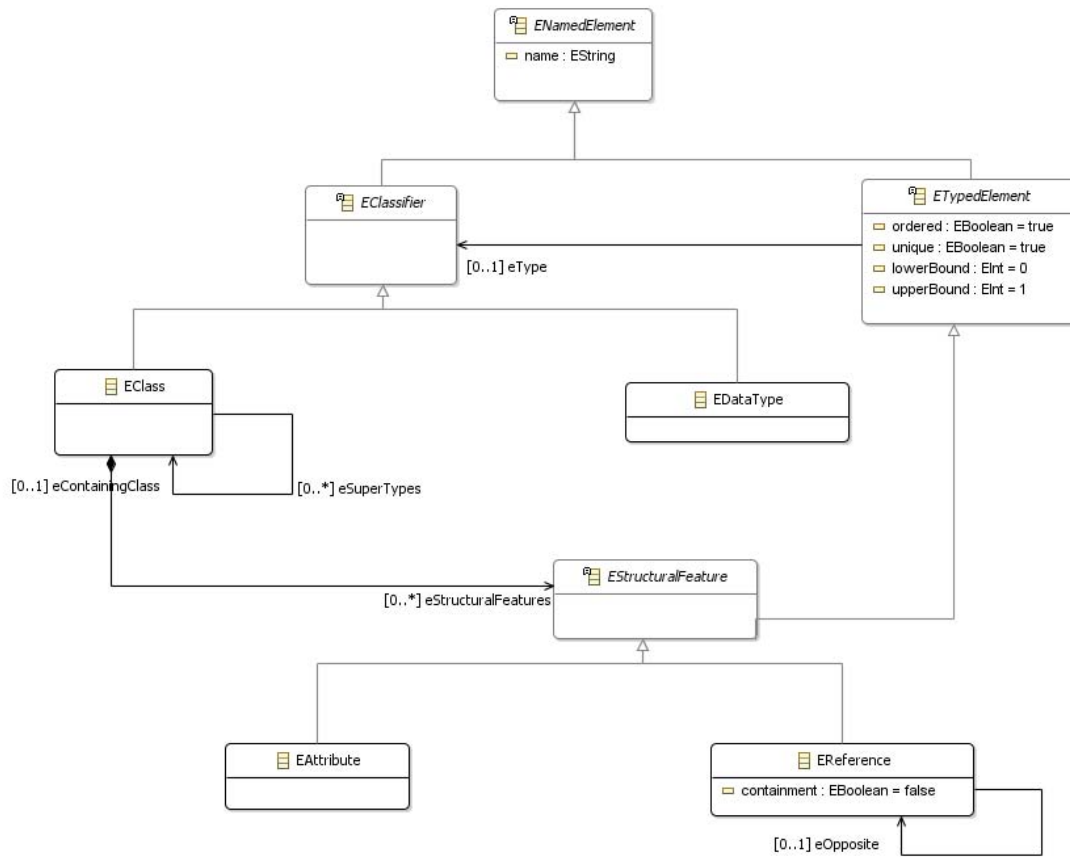 ENamedElement
name : EString
EClassifier
ETypedElement
ordered : EBoolean = true
unique : EBoolean = true
lowerBound : EInt = 0
upperBound : EInt = 1
[0..1] eType
EClass
EDataType
[0..1] eContainingClass
[0..*] eSuperTypes
EStructuralFeature
[0..*] eStructuralFeatures
EAttribute
EReference
containment : EBoolean = false
[0..1] eOpposite